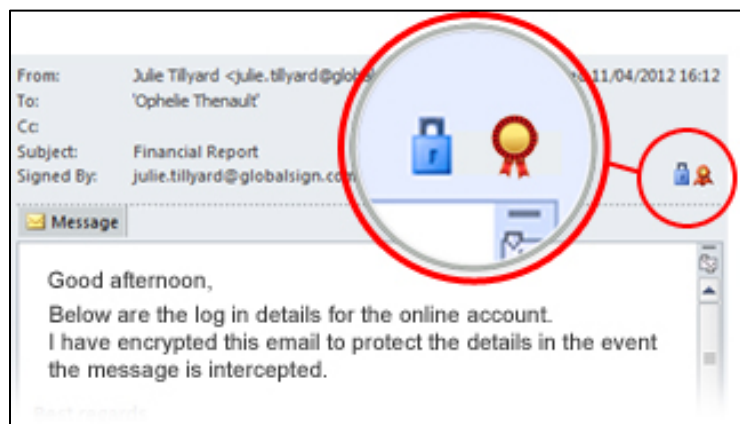 From: Julie Tillyard <julie.tillyard@globa 11/04/2012 16:12
To: 'Ophelie Thenault'
Cc:
Subject: Financial Report
Signed By: julie.tillyard@globalsign.com
Message
Good afternoon,
Below are the log in details for the online account.
I have encrypted this email to protect the details in the event
the message is intercepted.
Best regards